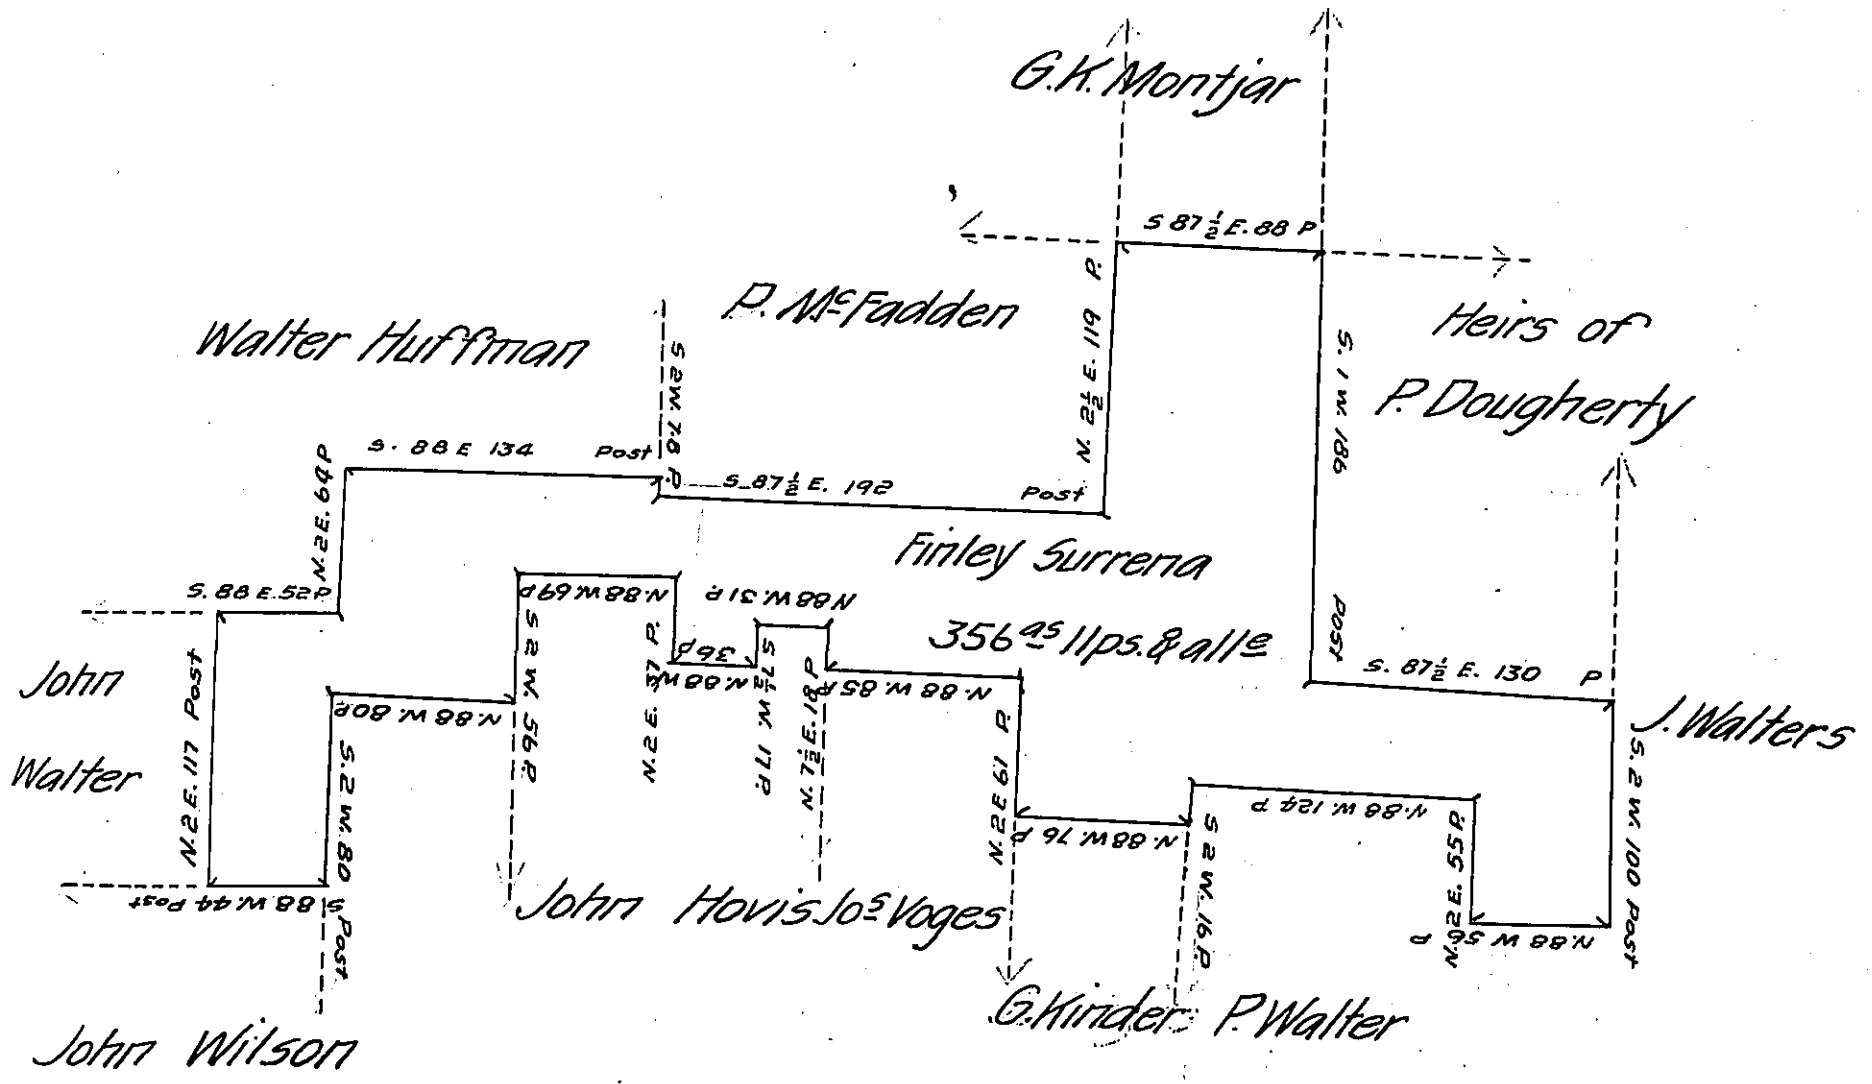 G.K. Montjar
S 87½ E. 88 P
P. McFadden
N. 2½ E. 119 P.
Heirs of
P. Dougherty
S. 1 W. 186
Post
Walter Huffman
S 2 W. 7.8 P.
S. 88 E 134 Post
S. 87½ E. 192 Post
N. 2 E. 64 P
S. 88 E. 52 P
Finley Surrena
356 as 11 ps. & alle
N. 88 W. 69 P
N. 88 W. 31 P.
S. 87½ E. 130 P
J. Walters
John
Walter
N. 2 E. 117 Post
N. 88 W. 80 P
S. 2 W. 80
Post
S 2 W. 56 P.
N. 2 E. 37 P.
N. 88 W. 36 P
S 7½ W. 17 P.
N. 7½ E. 18 P
N. 88 W. 85 P
N. 2 E 61 P.
N. 88 W. 76 P
S 2 W. 16 P.
N. 88 W. 124 P
N. 2 E. 55 P.
N. 88 W 56 P
S. 2 W. 100 Post
S 88 W. 44 Post
John Hovis
Jos Voges
G. Kinder
P. Walter
John Wilson